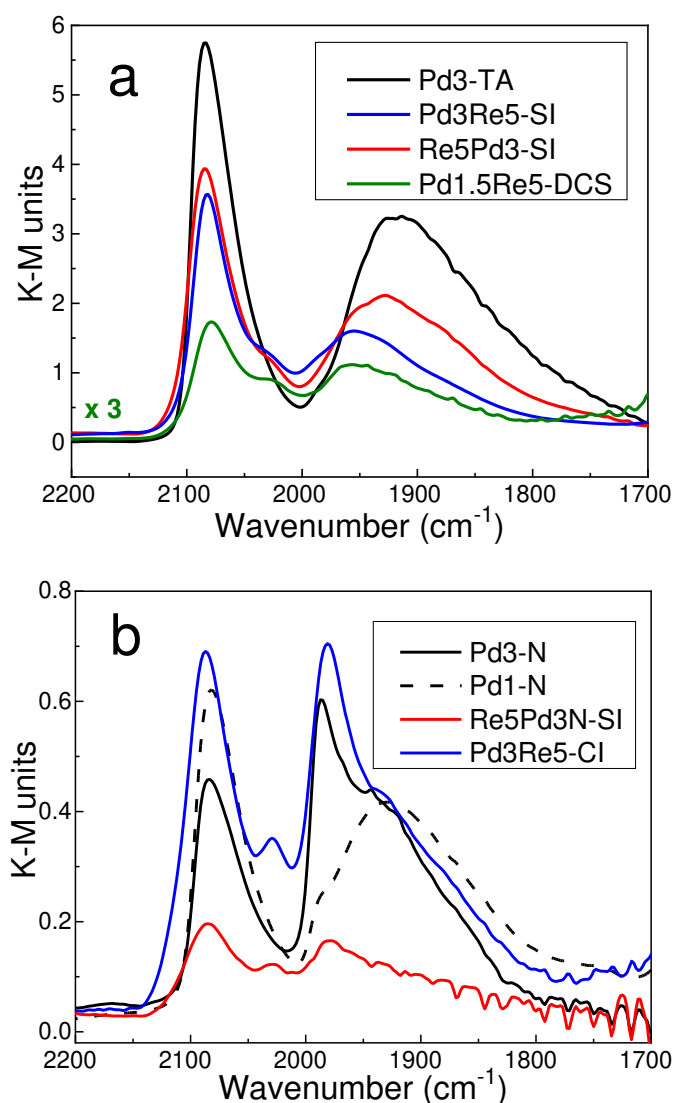 a
Pd3-TA
Pd3Re5-SI
Re5Pd3-SI
Pd1.5Re5-DCS
K-M units
6
5
4
3
2
1
0
x 3
2200 2100 2000 1900 1800 1700
Wavenumber (cm⁻¹)
b
Pd3-N
Pd1-N
Re5Pd3N-SI
Pd3Re5-CI
K-M units
0.8
0.6
0.4
0.2
0.0
2200 2100 2000 1900 1800 1700
Wavenumber (cm⁻¹)